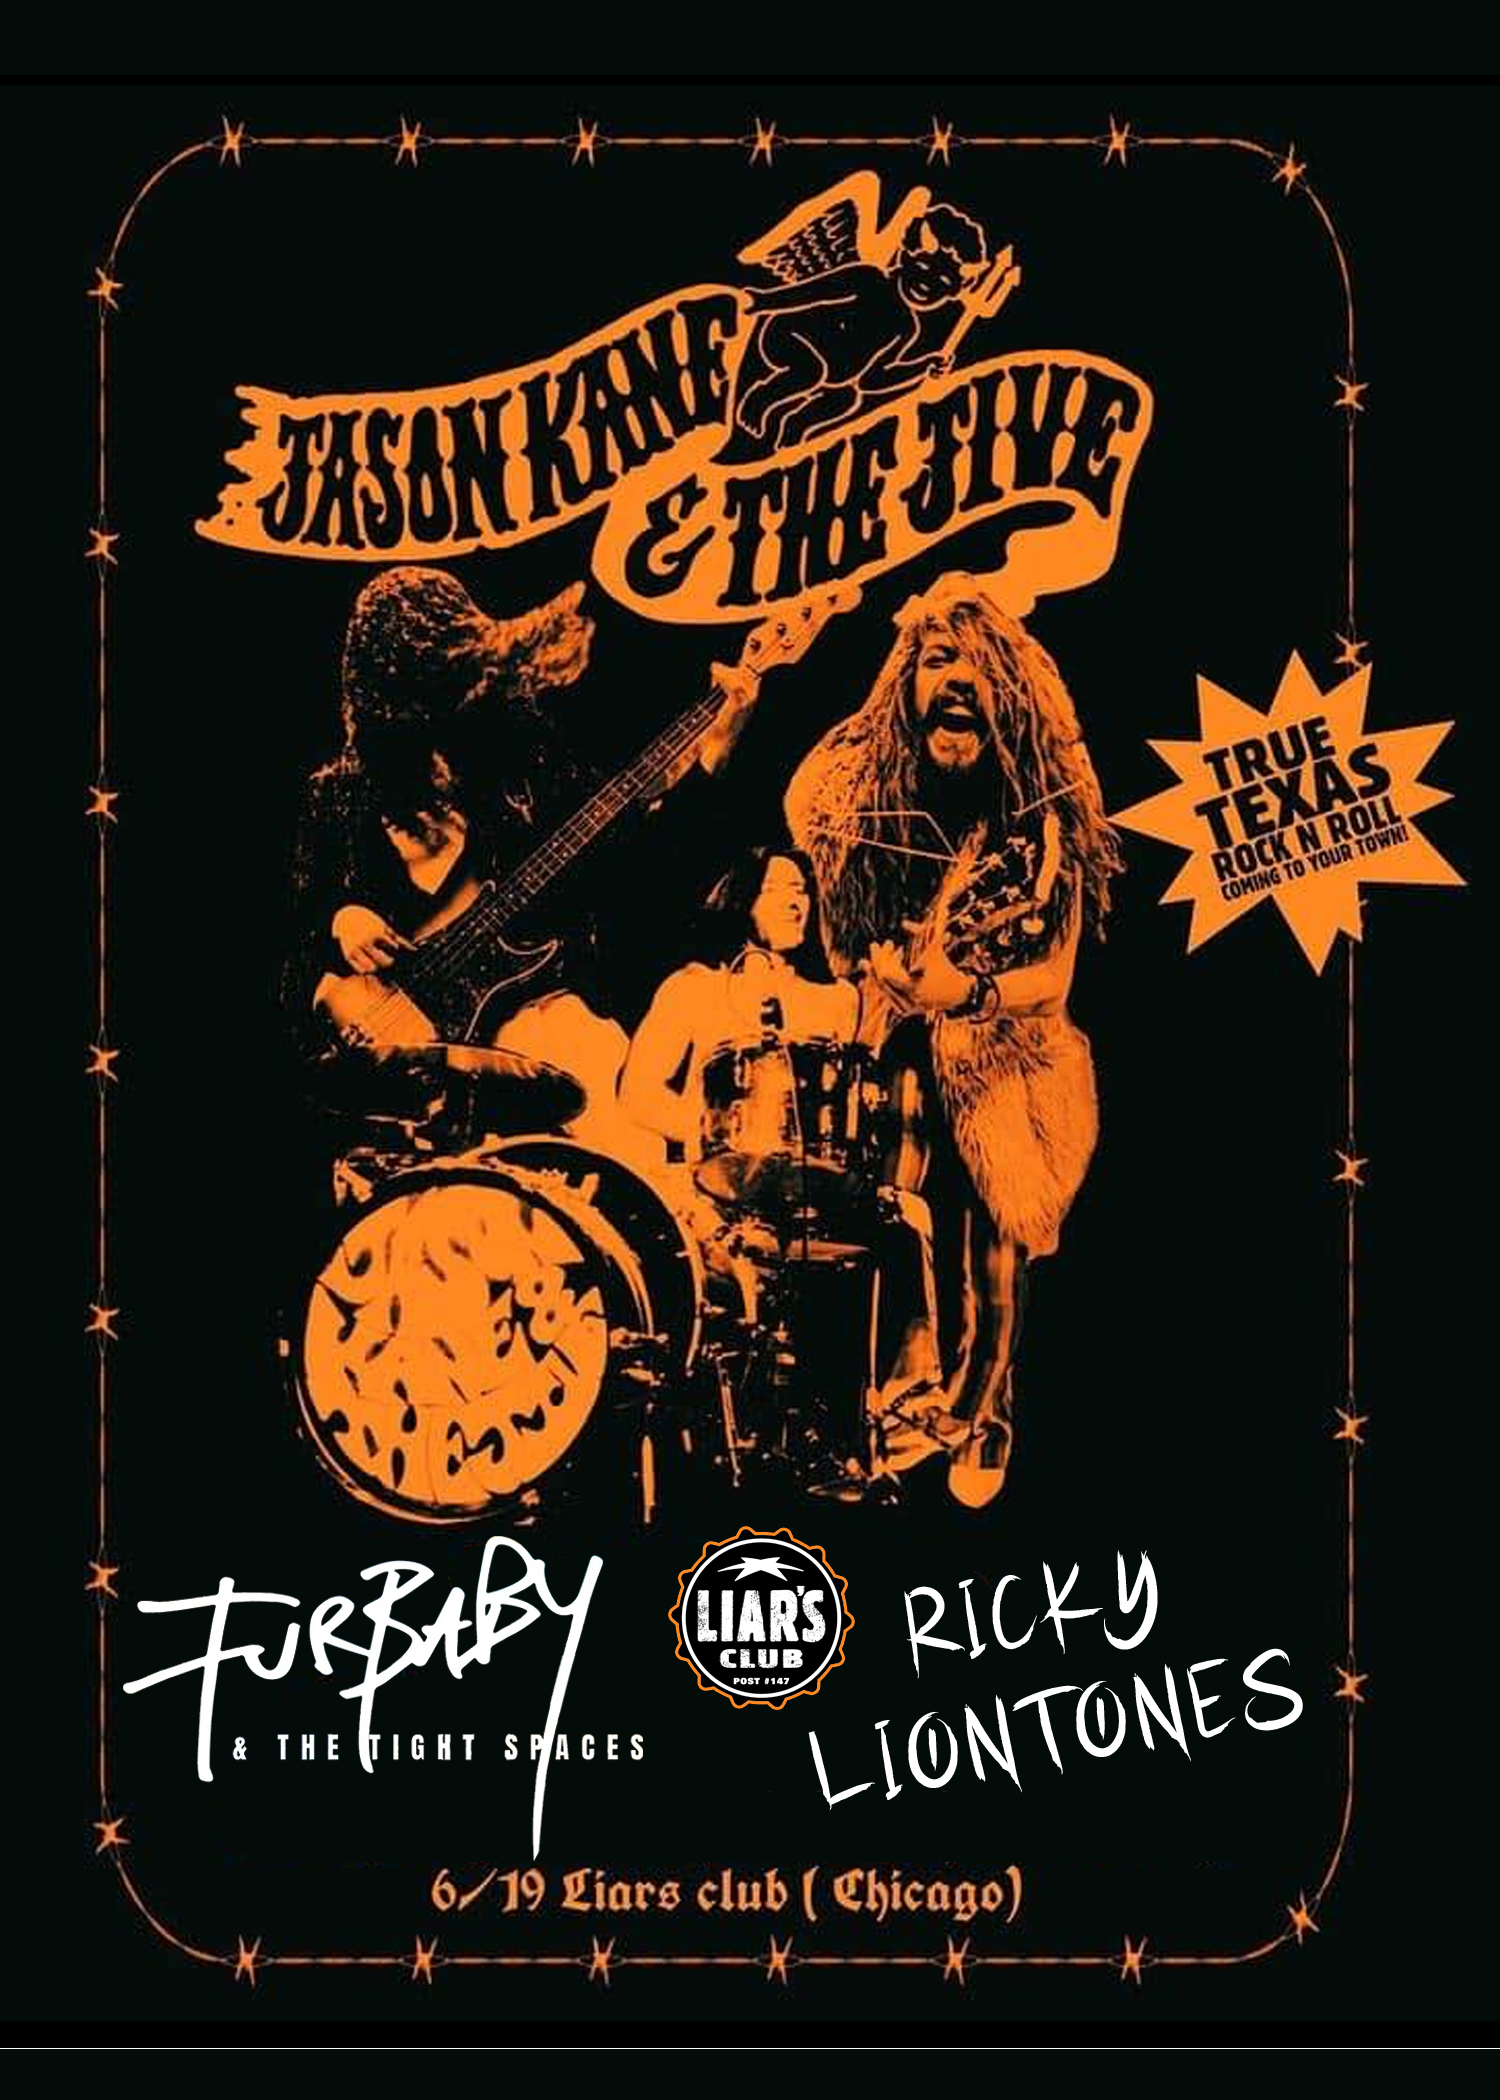 JASON KANE
& THE JIVE
TRUE
TEXAS
ROCK N ROLL
COMING TO YOUR TOWN!
FURBABY
& THE TIGHT SPACES
LIAR'S
CLUB
POST #147
RICKY
LIONTONES
6/19 Liars club ( Chicago)